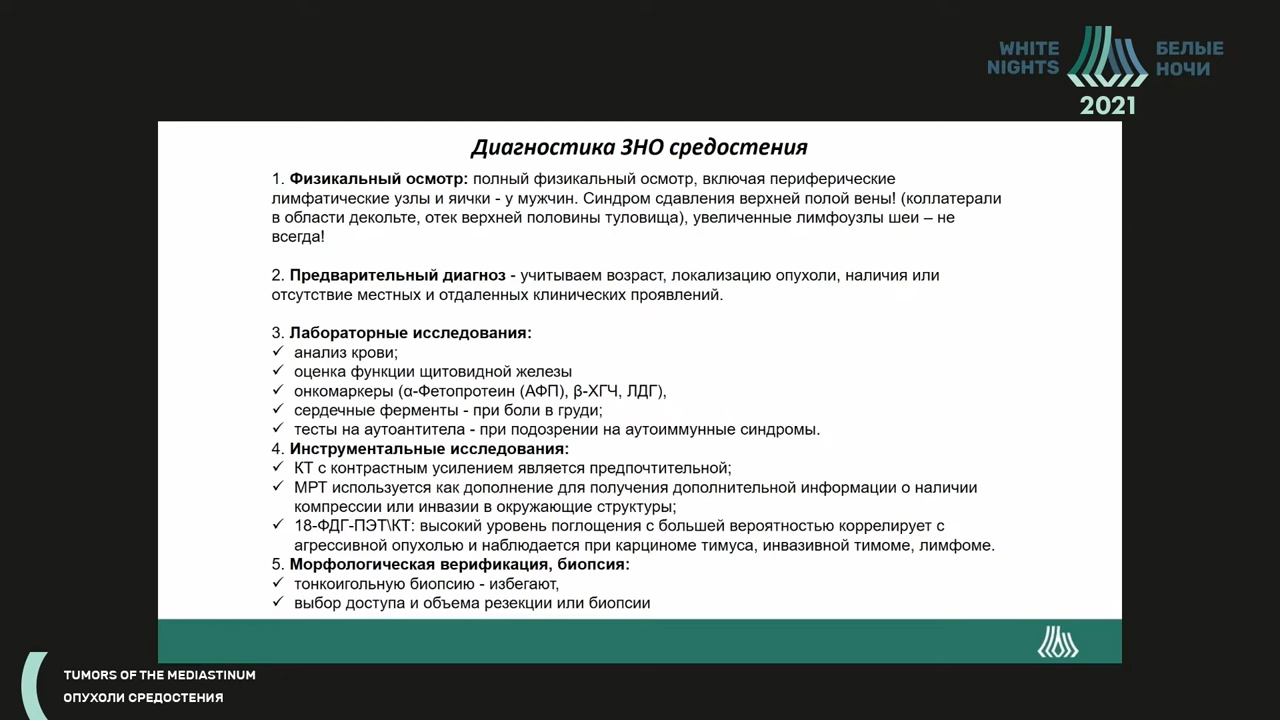 WHITE NIGHTS
БЕЛЫЕ НОЧИ
2021
Диагностика ЗНО средостения
1. Физикальный осмотр: полный физикальный осмотр, включая периферические
лимфатические узлы и яички - у мужчин. Синдром сдавления верхней полой вены! (коллатерали
в области декольте, отек верхней половины туловища), увеличенные лимфоузлы шеи – не
всегда!
2. Предварительный диагноз - учитываем возраст, локализацию опухоли, наличия или
отсутствие местных и отдаленных клинических проявлений.
3. Лабораторные исследования:
✓ анализ крови;
✓ оценка функции щитовидной железы
✓ онкомаркеры (α-Фетопротеин (АФП), β-ХГЧ, ЛДГ),
✓ сердечные ферменты - при боли в груди;
✓ тесты на аутоантитела - при подозрении на аутоиммунные синдромы.
4. Инструментальные исследования:
✓ КТ с контрастным усилением является предпочтительной;
✓ МРТ используется как дополнение для получения дополнительной информации о наличии
компрессии или инвазии в окружающие структуры;
✓ 18-ФДГ-ПЭТ\КТ: высокий уровень поглощения с большей вероятностью коррелирует с
агрессивной опухолью и наблюдается при карциноме тимуса, инвазивной тимоме, лимфоме.
5. Морфологическая верификация, биопсия:
✓ тонкоигольную биопсию - избегают,
✓ выбор доступа и объема резекции или биопсии
TUMORS OF THE MEDIASTINUM
ОПУХОЛИ СРЕДОСТЕНИЯ